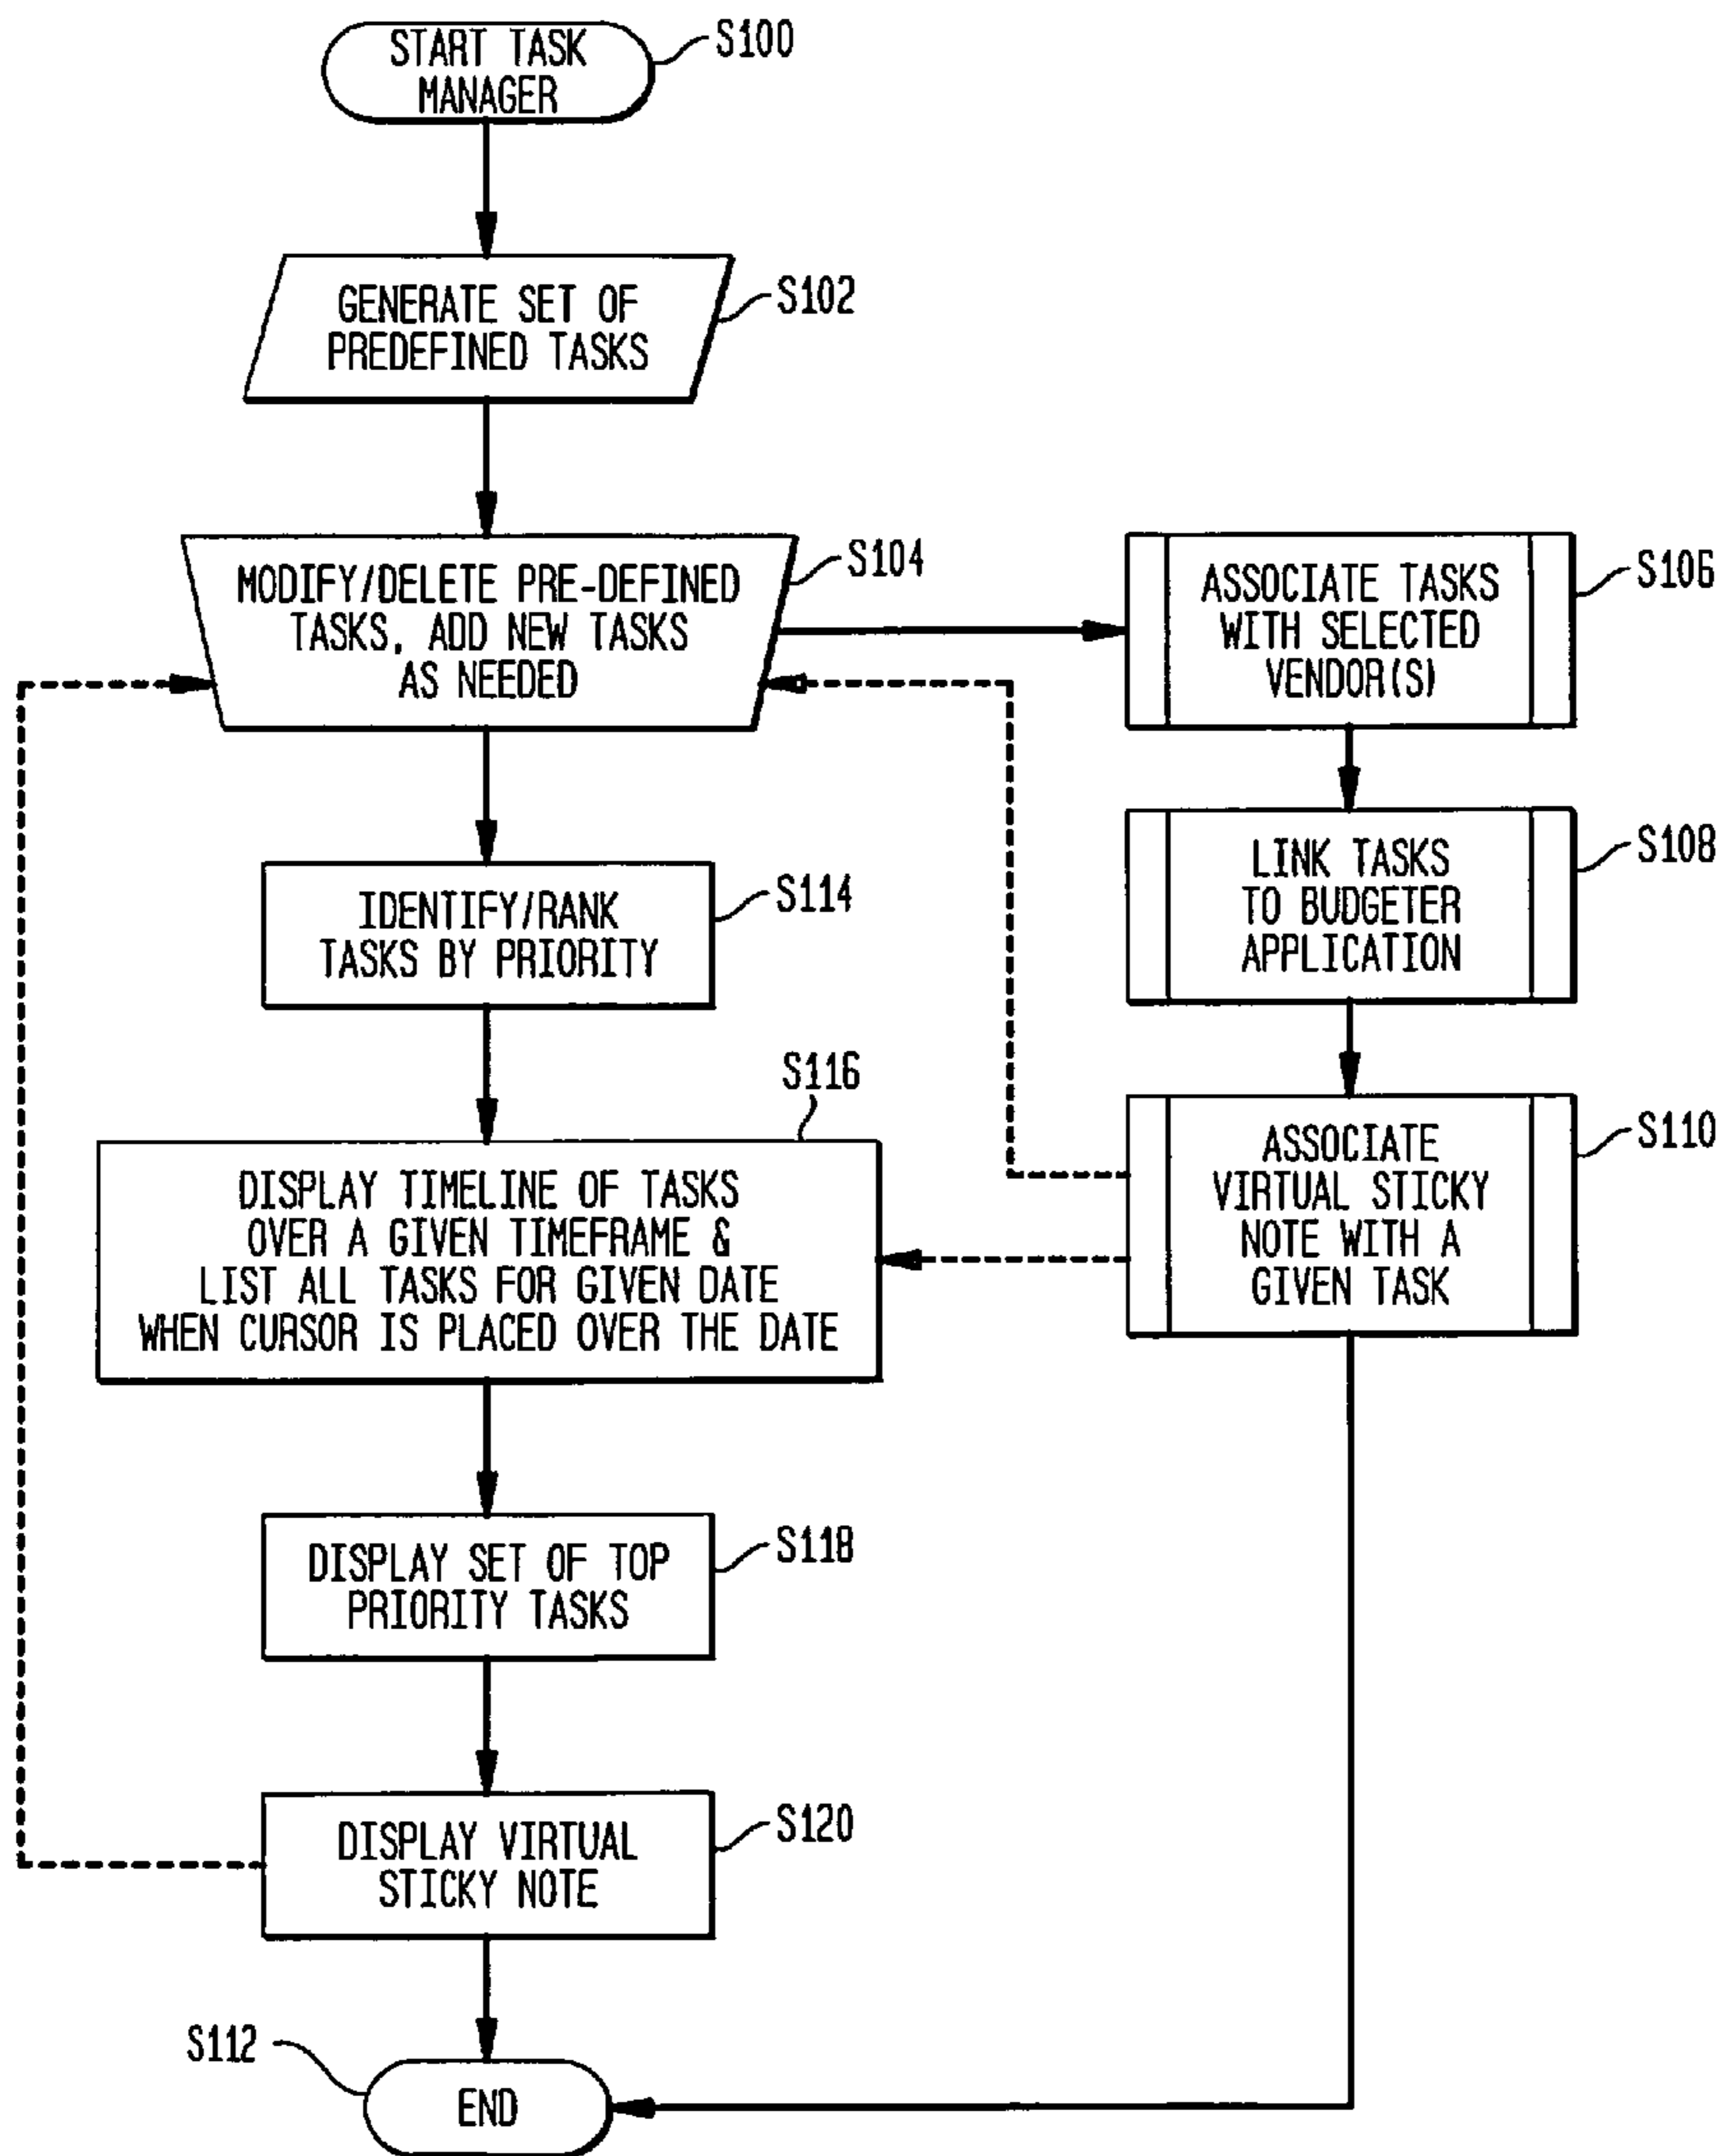 START TASK
MANAGER
S100
GENERATE SET OF
PREDEFINED TASKS
S102
MODIFY/DELETE PRE-DEFINED
TASKS, ADD NEW TASKS
AS NEEDED
S104
ASSOCIATE TASKS
WITH SELECTED
VENDOR(S)
S106
LINK TASKS
TO BUDGETER
APPLICATION
S108
IDENTIFY/RANK
TASKS BY PRIORITY
S114
ASSOCIATE
VIRTUAL STICKY
NOTE WITH A
GIVEN TASK
S110
S116
DISPLAY TIMELINE OF TASKS
OVER A GIVEN TIMEFRAME &
LIST ALL TASKS FOR GIVEN DATE
WHEN CURSOR IS PLACED OVER THE DATE
DISPLAY SET OF TOP
PRIORITY TASKS
S118
DISPLAY VIRTUAL
STICKY NOTE
S120
S112
END